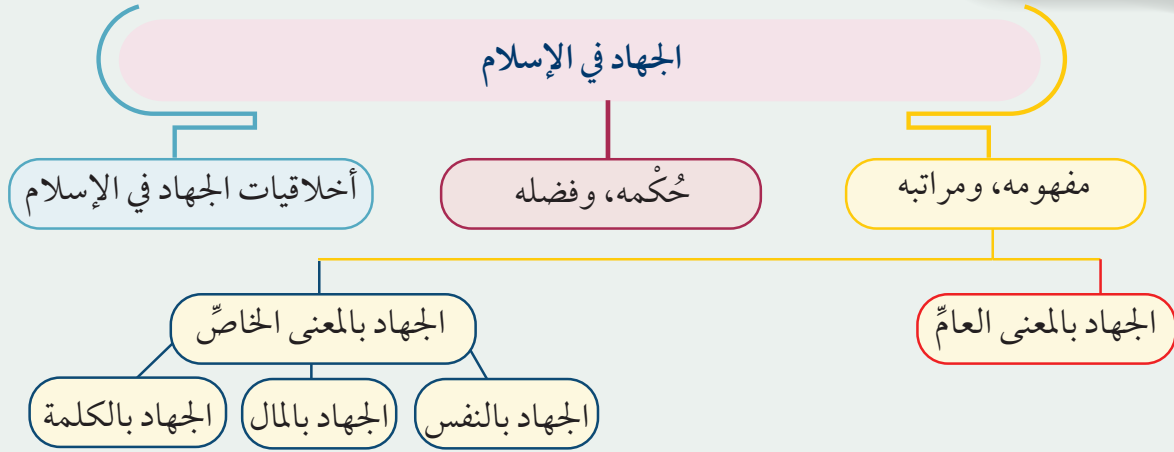 الجهاد في الإسلام
مفهومه، ومراتبه
حُكْمه، وفضله
أخلاقيات الجهاد في الإسلام
الجهاد بالمعنى العامِّ
الجهاد بالمعنى الخاصِّ
الجهاد بالنفس
الجهاد بالمال
الجهاد بالكلمة